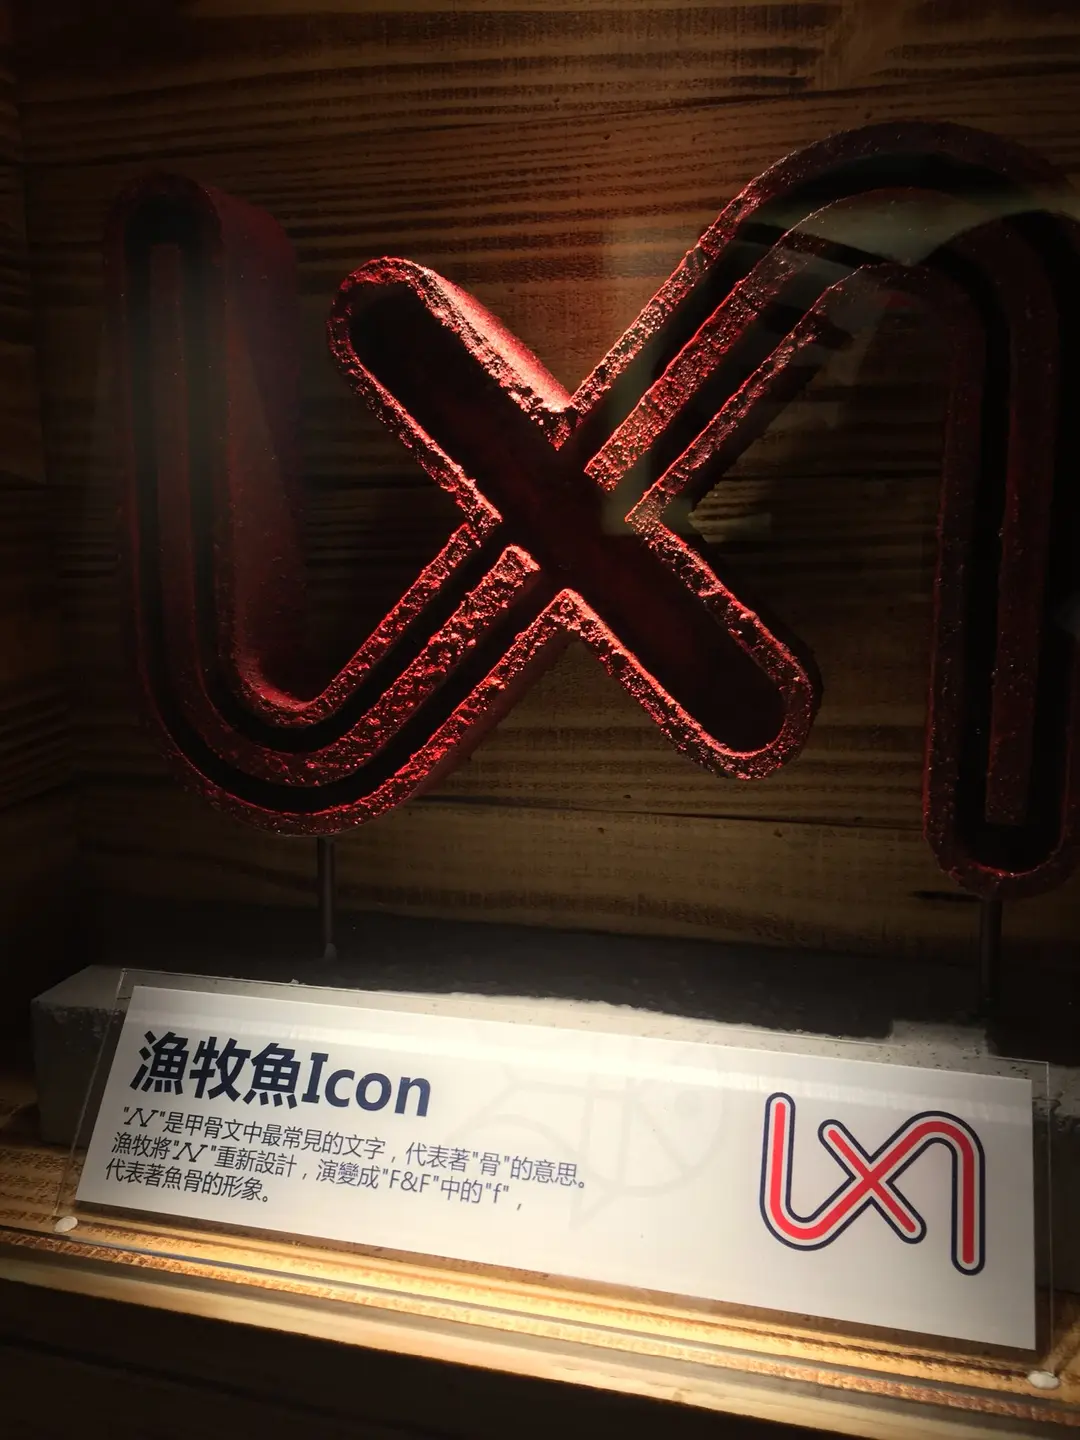 漁牧魚Icon
""是甲骨文中最常見的文字，代表著"骨"的意思。
漁牧將""重新設計，演變成"F&F"中的"f"，
代表著魚骨的形象。